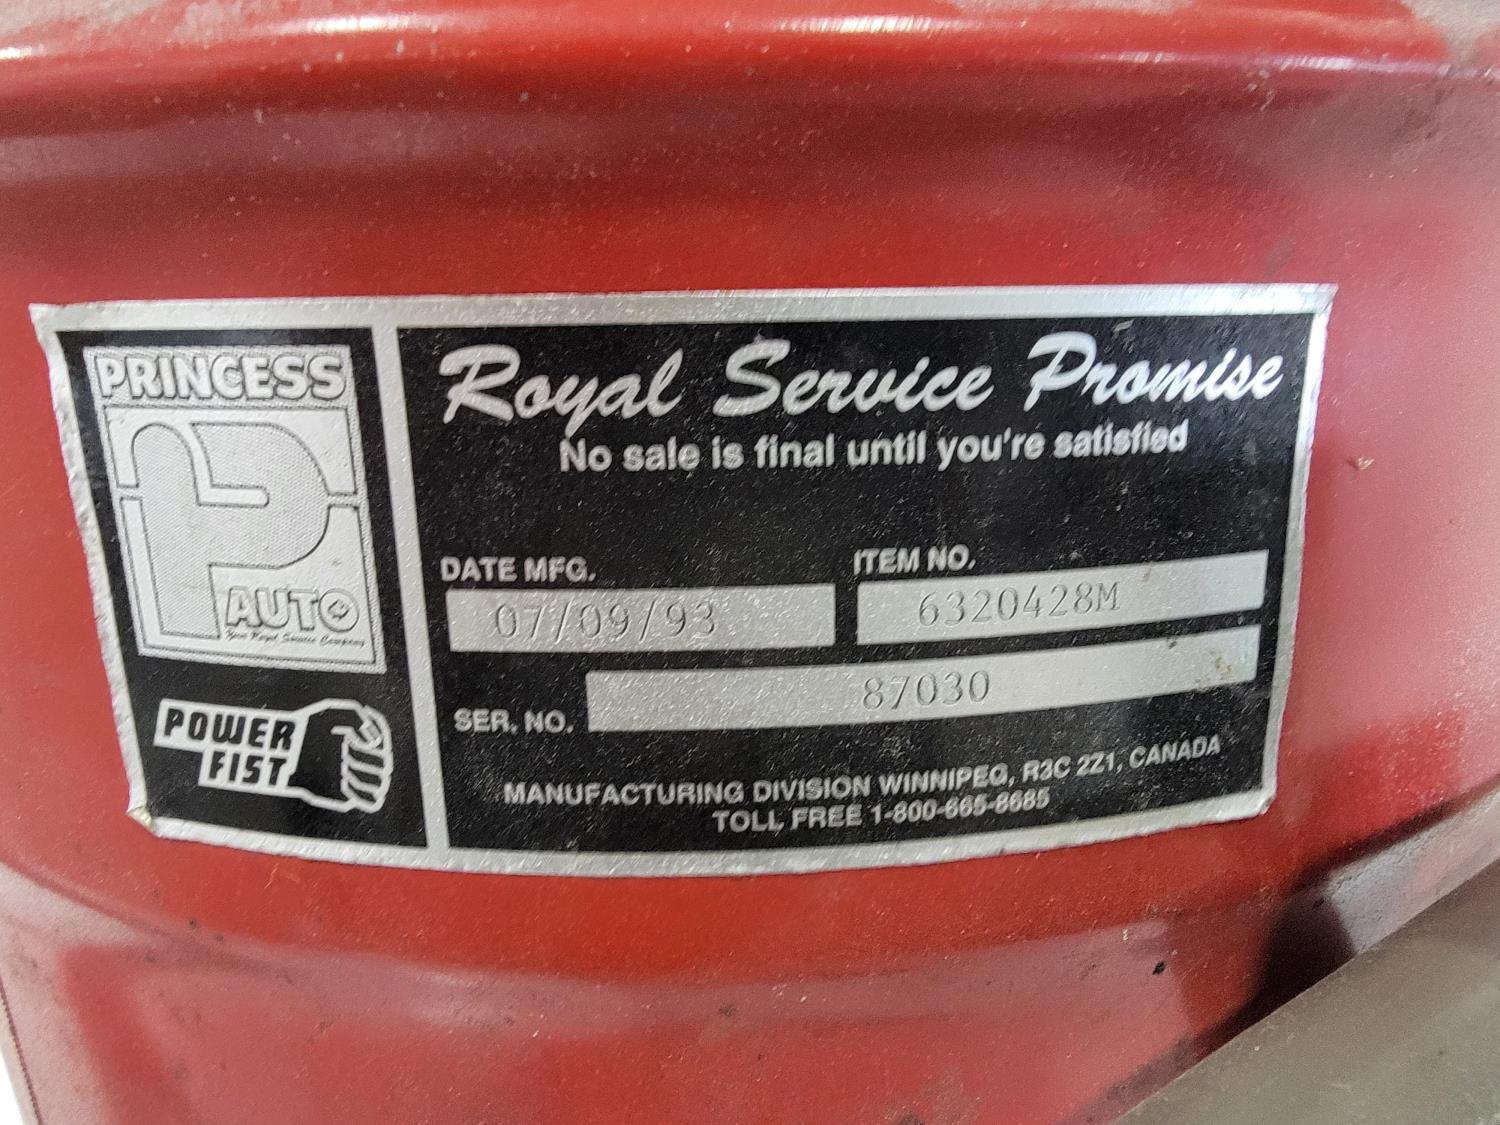 PRINCESS
AUTO
Your Royal Service Company
POWER
FIST
Royal Service Promise
No sale is final until you're satisfied
DATE MFG.
07/09/93
ITEM NO.
6320428M
SER. NO.
87030
MANUFACTURING DIVISION WINNIPEG, R3C 2Z1, CANADA
TOLL FREE 1-800-665-8685